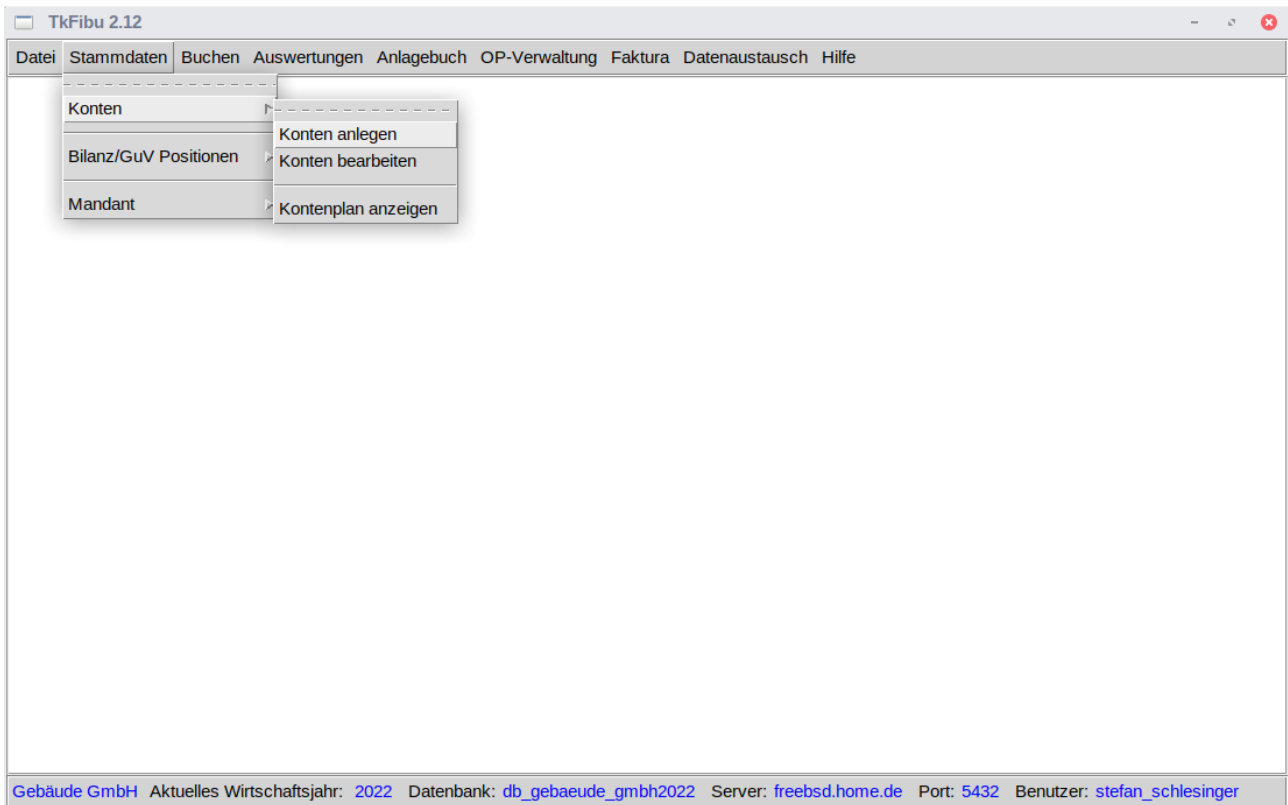 TkFibu 2.12
Datei Stammdaten Buchen Auswertungen Anlagebuch OP-Verwaltung Faktura Datenaustausch Hilfe
Konten
Konten anlegen
Bilanz/GuV Positionen
Konten bearbeiten
Mandant
Kontenplan anzeigen
Gebäude GmbH Aktuelles Wirtschaftsjahr: 2022 Datenbank: db_gebaeude_gmbh2022 Server: freebsd.home.de Port: 5432 Benutzer: stefan_schlesinger